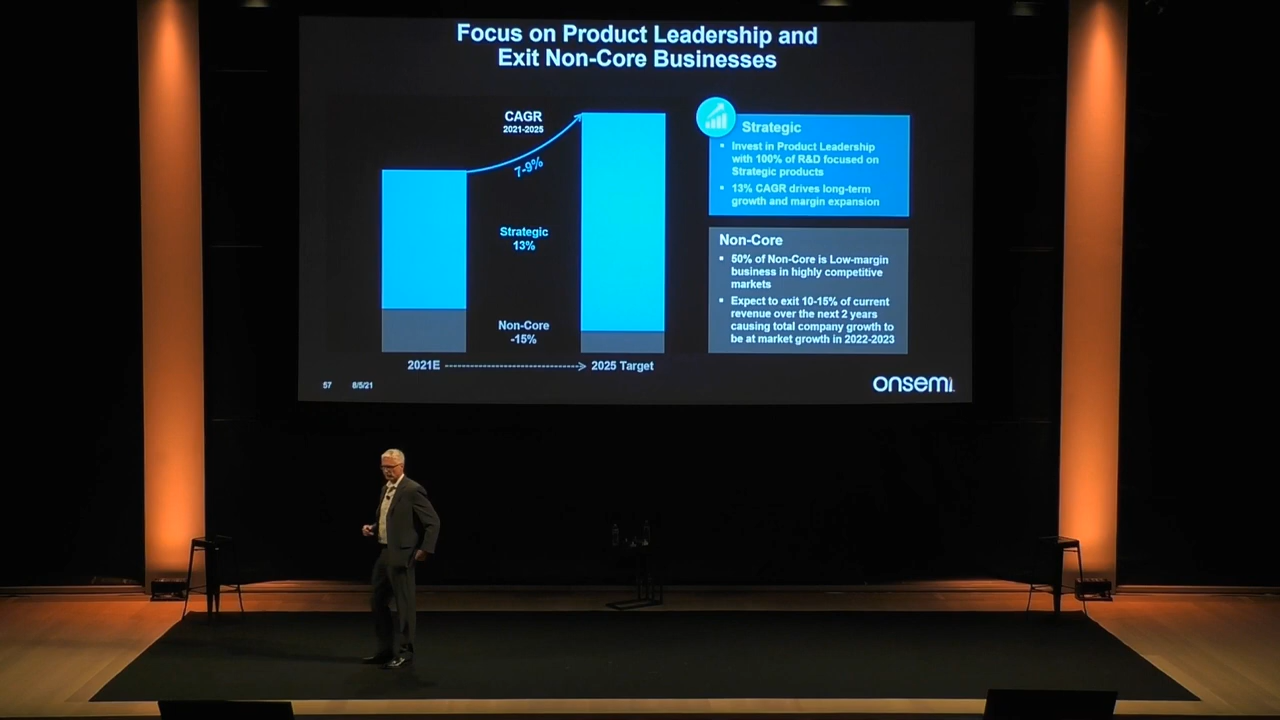 Focus on Product Leadership and
Exit Non-Core Businesses
CAGR
2021-2025
7-9%
Strategic
13%
Non-Core
-15%
2021E
2025 Target
Strategic
▪ Invest in Product Leadership
with 100% of R&D focused on
Strategic products
▪ 13% CAGR drives long-term
growth and margin expansion
Non-Core
▪ 50% of Non-Core is Low-margin
business in highly competitive
markets
▪ Expect to exit 10-15% of current
revenue over the next 2 years
causing total company growth to
be at market growth in 2022-2023
57 8/5/21
onsemi